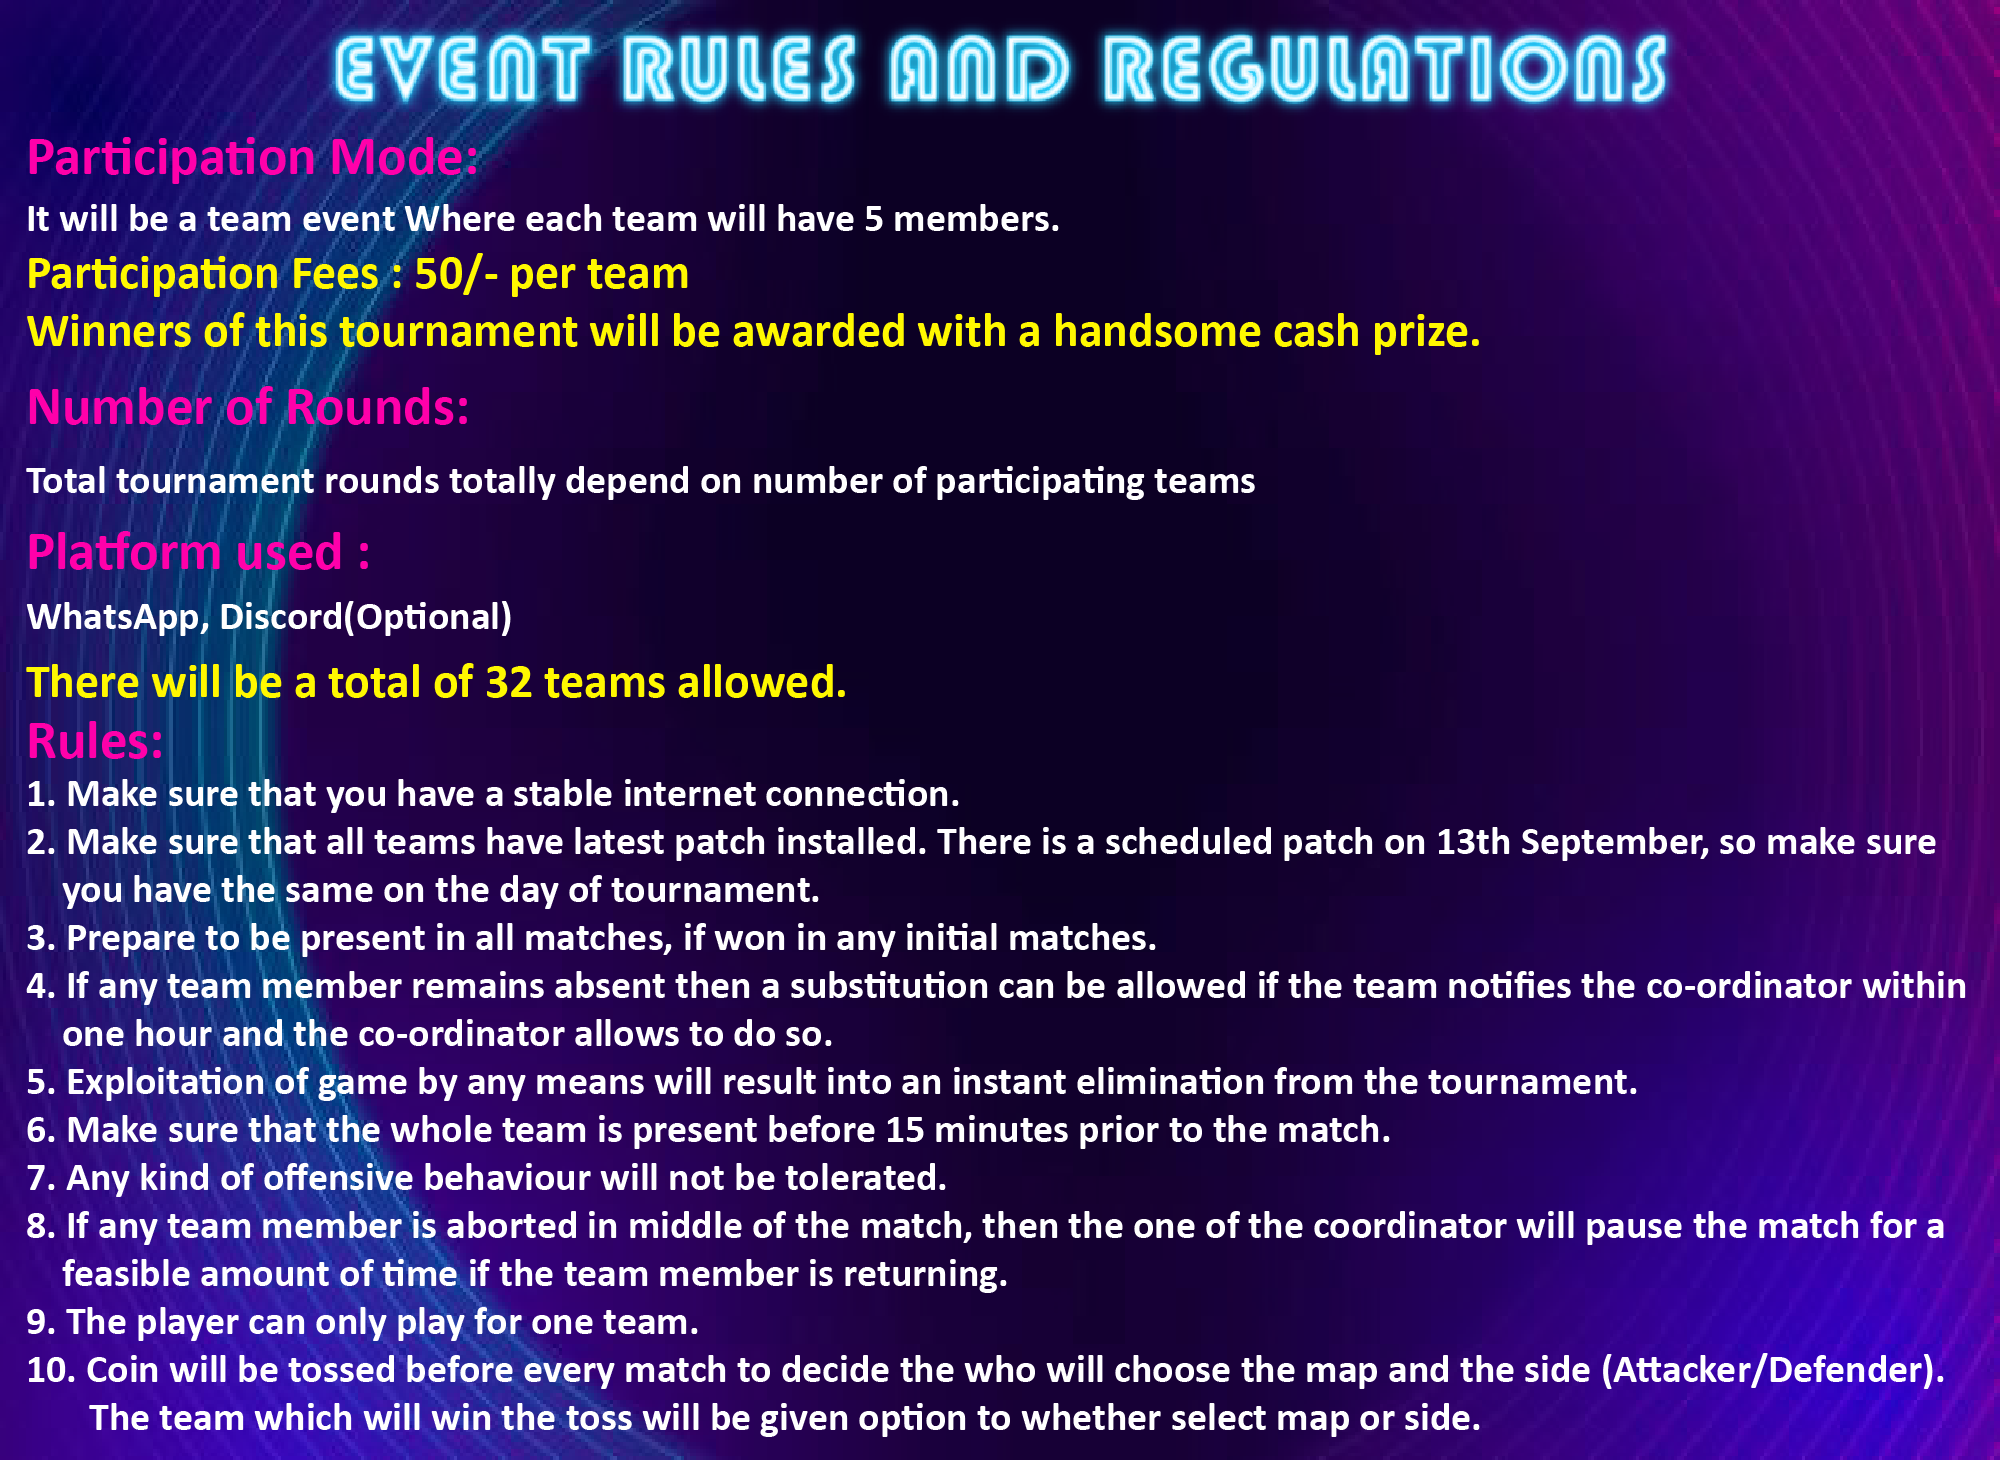 EVENT RULES AND REGULATIONS
Participation Mode:
It will be a team event Where each team will have 5 members.
Participation Fees : 50/- per team
Winners of this tournament will be awarded with a handsome cash prize.
Number of Rounds:
Total tournament rounds totally depend on number of participating teams
Platform used :
WhatsApp, Discord(Optional)
There will be a total of 32 teams allowed.
Rules:
1. Make sure that you have a stable internet connection.
2. Make sure that all teams have latest patch installed. There is a scheduled patch on 13th September, so make sure
you have the same on the day of tournament.
3. Prepare to be present in all matches, if won in any initial matches.
4. If any team member remains absent then a substitution can be allowed if the team notifies the co-ordinator within
one hour and the co-ordinator allows to do so.
5. Exploitation of game by any means will result into an instant elimination from the tournament.
6. Make sure that the whole team is present before 15 minutes prior to the match.
7. Any kind of offensive behaviour will not be tolerated.
8. If any team member is aborted in middle of the match, then the one of the coordinator will pause the match for a
feasible amount of time if the team member is returning.
9. The player can only play for one team.
10. Coin will be tossed before every match to decide the who will choose the map and the side (Attacker/Defender).
The team which will win the toss will be given option to whether select map or side.